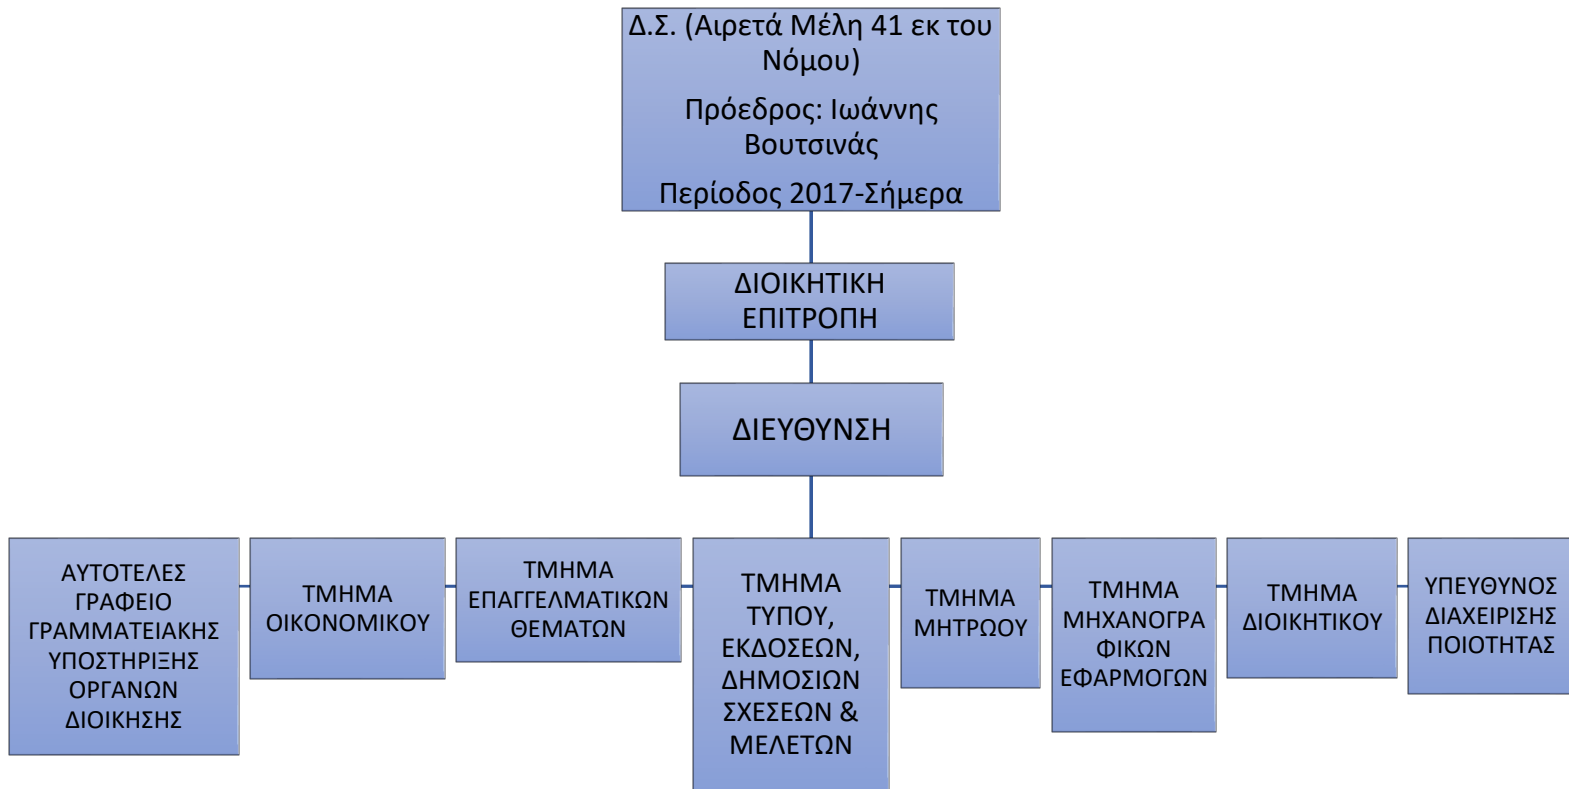 Δ.Σ. (Αιρετά Μέλη 41 εκ του
Νόμου)
Πρόεδρος: Ιωάννης
Βουτσινάς
Περίοδος 2017-Σήμερα
ΔΙΟΙΚΗΤΙΚΗ
ΕΠΙΤΡΟΠΗ
ΔΙΕΥΘΥΝΣΗ
ΑΥΤΟΤΕΛΕΣ
ΓΡΑΦΕΙΟ
ΓΡΑΜΜΑΤΕΙΑΚΗΣ
ΥΠΟΣΤΗΡΙΞΗΣ
ΟΡΓΑΝΩΝ
ΔΙΟΙΚΗΣΗΣ
ΤΜΗΜΑ
ΟΙΚΟΝΟΜΙΚΟΥ
ΤΜΗΜΑ
ΕΠΑΓΓΕΛΜΑΤΙΚΩΝ
ΘΕΜΑΤΩΝ
ΤΜΗΜΑ
ΤΥΠΟΥ,
ΕΚΔΟΣΕΩΝ,
ΔΗΜΟΣΙΩΝ
ΣΧΕΣΕΩΝ &
ΜΕΛΕΤΩΝ
ΤΜΗΜΑ
ΜΗΤΡΩΟΥ
ΤΜΗΜΑ
ΜΗΧΑΝΟΓΡΑ
ΦΙΚΩΝ
ΕΦΑΡΜΟΓΩΝ
ΤΜΗΜΑ
ΔΙΟΙΚΗΤΙΚΟΥ
ΥΠΕΥΘΥΝΟΣ
ΔΙΑΧΕΙΡΙΣΗΣ
ΠΟΙΟΤΗΤΑΣ